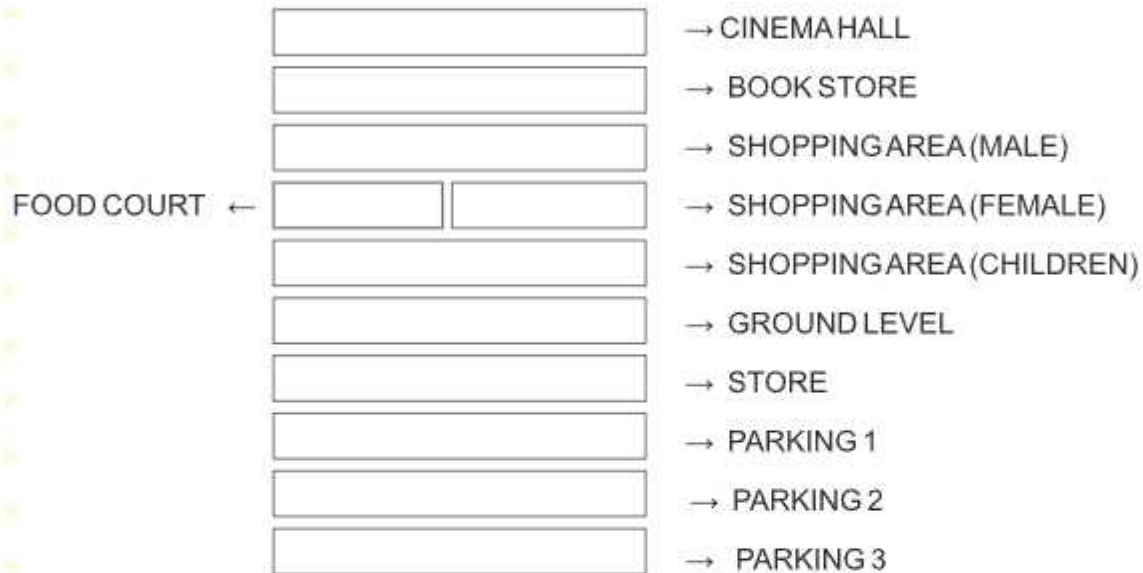 → CINEMA HALL
→ BOOK STORE
→ SHOPPING AREA (MALE)
FOOD COURT ← → SHOPPING AREA (FEMALE)
→ SHOPPING AREA (CHILDREN)
→ GROUND LEVEL
→ STORE
→ PARKING 1
→ PARKING 2
→ PARKING 3